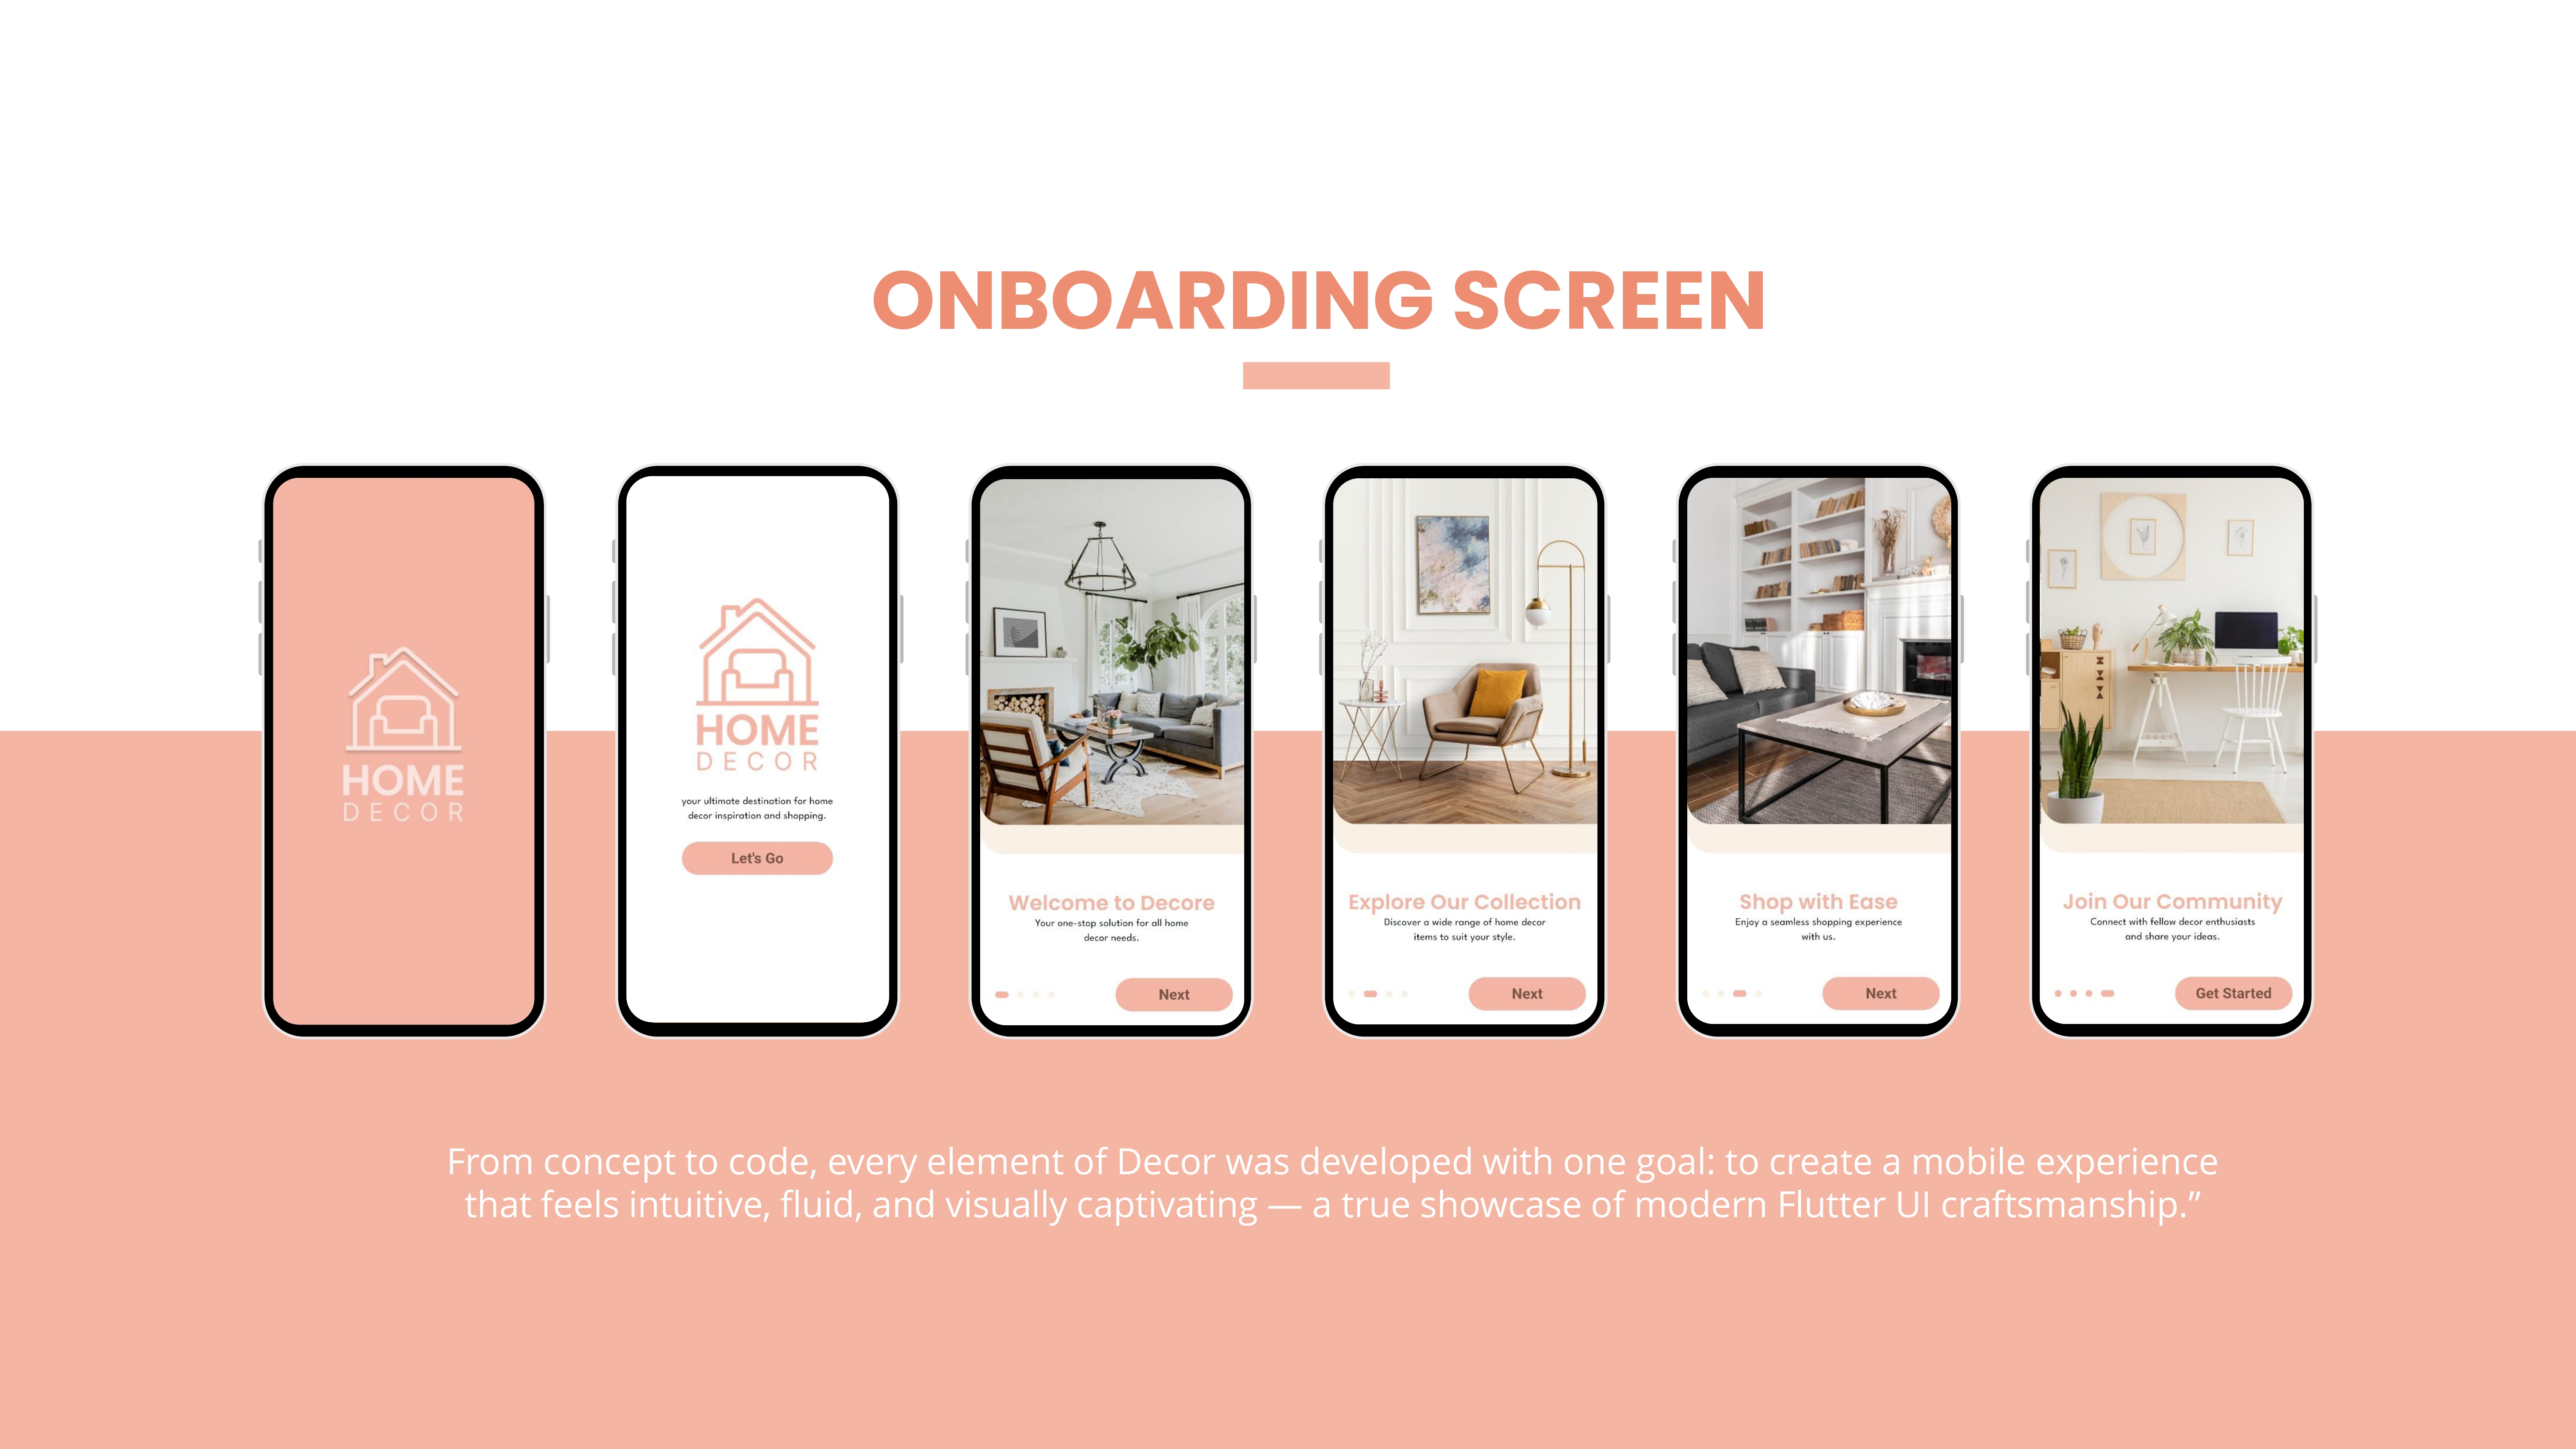 ONBOARDING SCREEN
HOME
DECOR
HOME
DECOR
your ultimate destination for home
decor inspiration and shopping.
Let's Go
Welcome to Decore
Your one-stop solution for all home
decor needs.
Next
Explore Our Collection
Discover a wide range of home decor
items to suit your style.
Next
Shop with Ease
Enjoy a seamless shopping experience
with us.
Next
Join Our Community
Connect with fellow decor enthusiasts
and share your ideas.
Get Started
From concept to code, every element of Decor was developed with one goal: to create a mobile experience
that feels intuitive, fluid, and visually captivating — a true showcase of modern Flutter UI craftsmanship.”